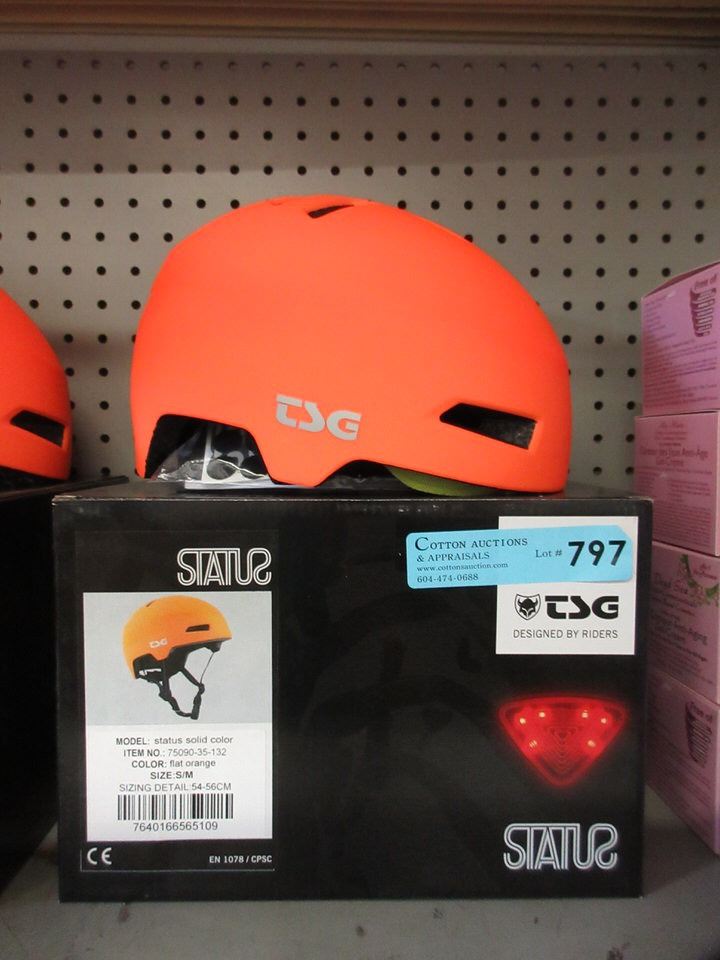 TSG
STATUS
TSG
MODEL: status solid color
ITEM NO.: 75090-35-132
COLOR: flat orange
SIZE:S/M
SIZING DETAIL:54-56CM
7640166565109
CE
EN 1078 / CPSC
COTTON AUCTIONS
& APPRAISALS
www.cottonsauction.com
604-474-0688
Lot # 797
TSG
DESIGNED BY RIDERS
STATUS
Free of